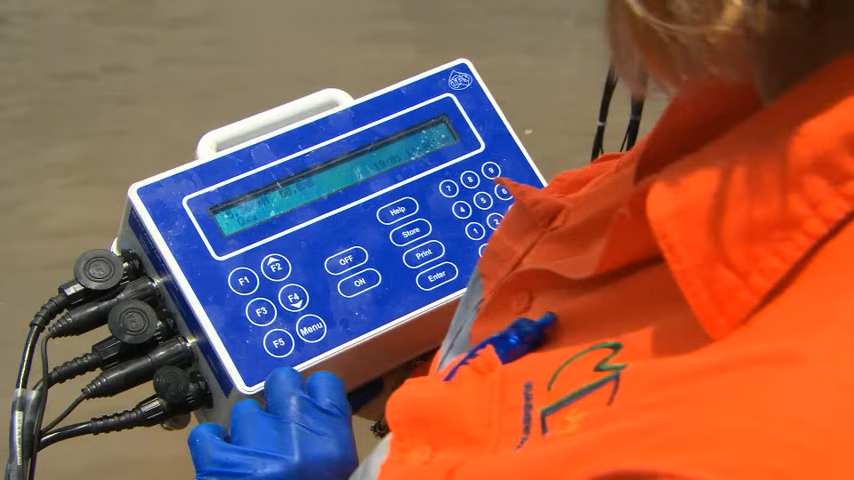 7 8 9
4 5 6
1 2
Help
Store
Print
Enter
OFF
ON
F1 F2
F3 F4
F5 Menu